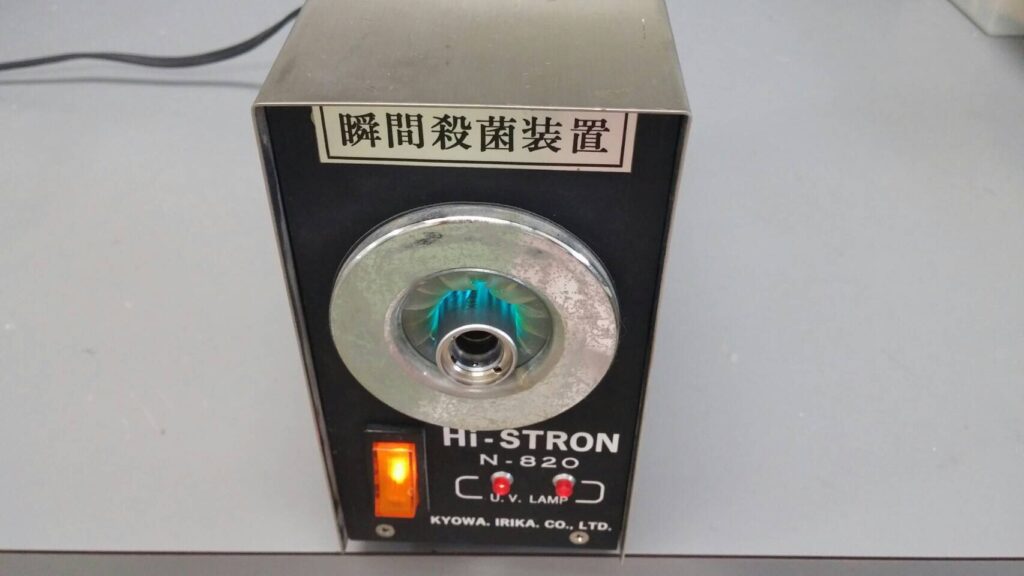 瞬間殺菌装置
Hi-STRON
N-820
U.V. LAMP
KYOWA. IRIKA. CO., LTD.